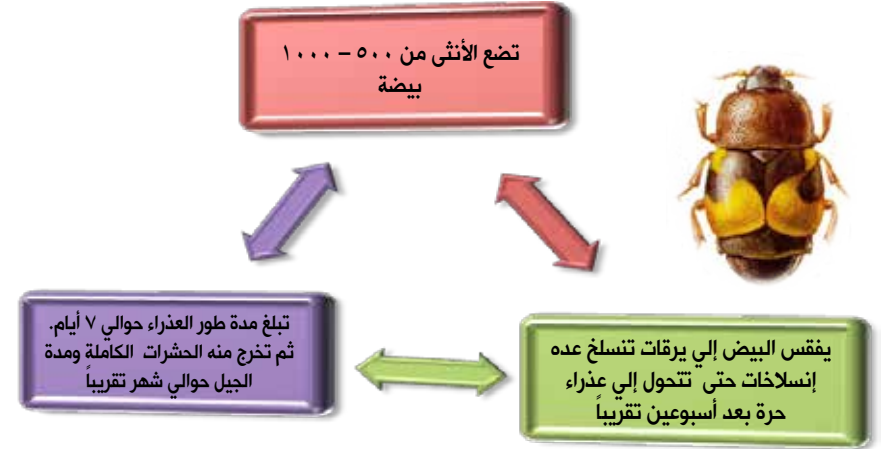 تضع الأنثى من ٥٠٠ – ١٠٠٠
بيضة
يفقس البيض إلي يرقات تنسلخ عده
إنسلاخات حتى تتحول إلي عذراء
حرة بعد أسبوعين تقريباً
تبلغ مدة طور العذراء حوالي ٧ أيام.
ثم تخرج منه الحشرات الكاملة ومدة
الجيل حوالي شهر تقريباً